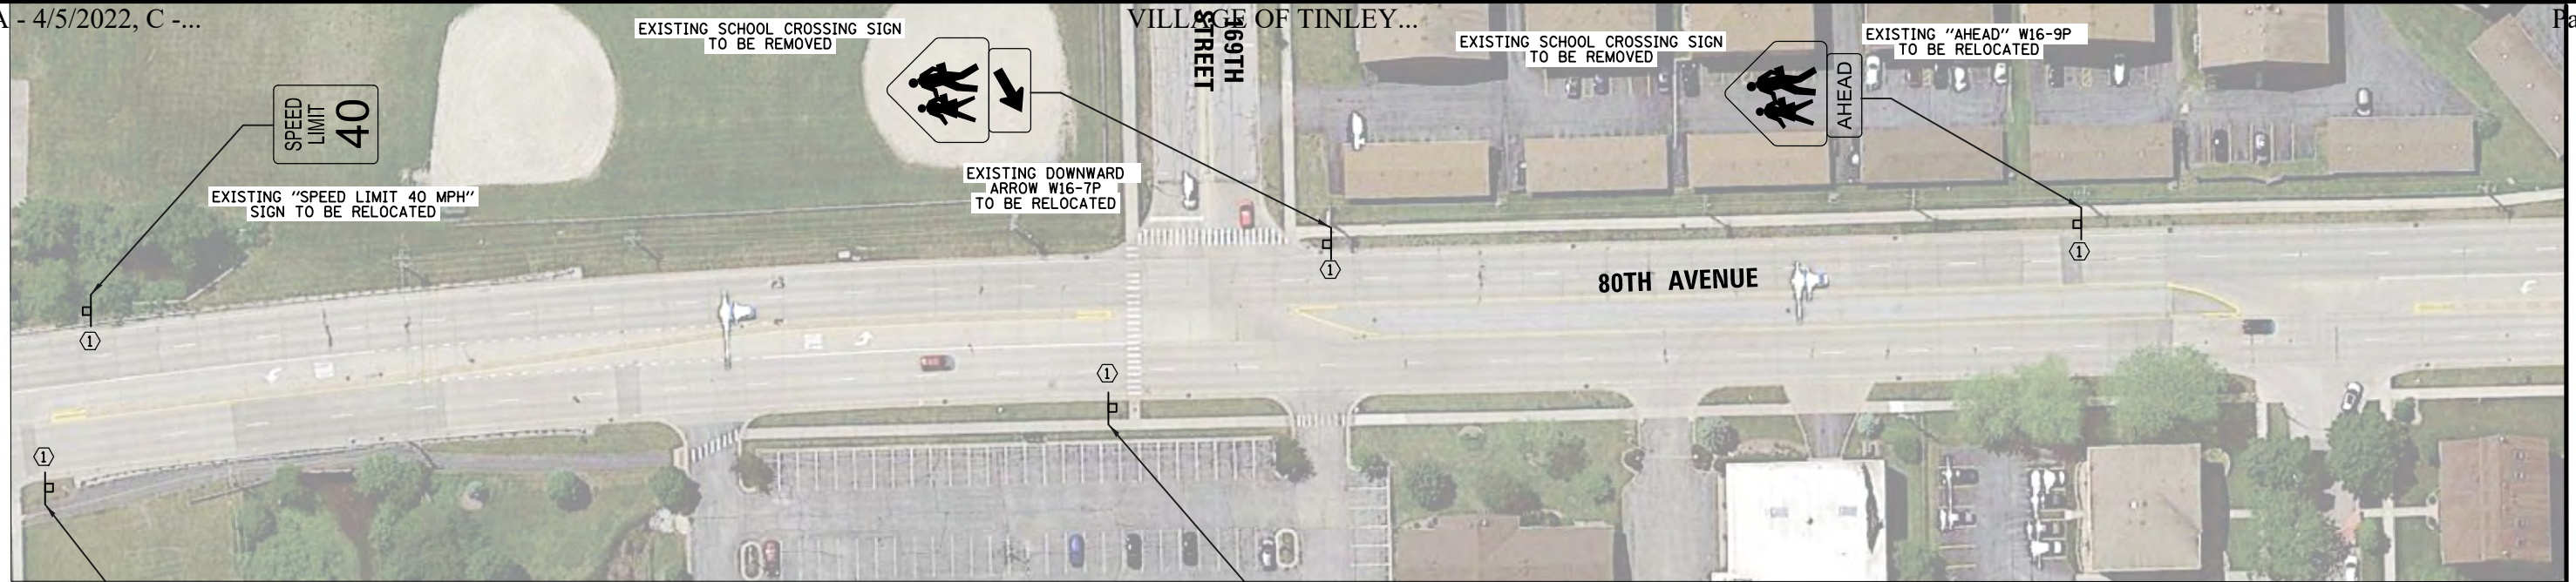 A - 4/5/2022, C -...
VILLAGE OF TINLEY...
Pa
EXISTING SCHOOL CROSSING SIGN
TO BE REMOVED
169TH
STREET
EXISTING SCHOOL CROSSING SIGN
TO BE REMOVED
EXISTING "AHEAD" W16-9P
TO BE RELOCATED
SPEED
LIMIT
40
AHEAD
EXISTING "SPEED LIMIT 40 MPH"
SIGN TO BE RELOCATED
EXISTING DOWNWARD
ARROW W16-7P
TO BE RELOCATED
80TH AVENUE
1
1
1
1
1